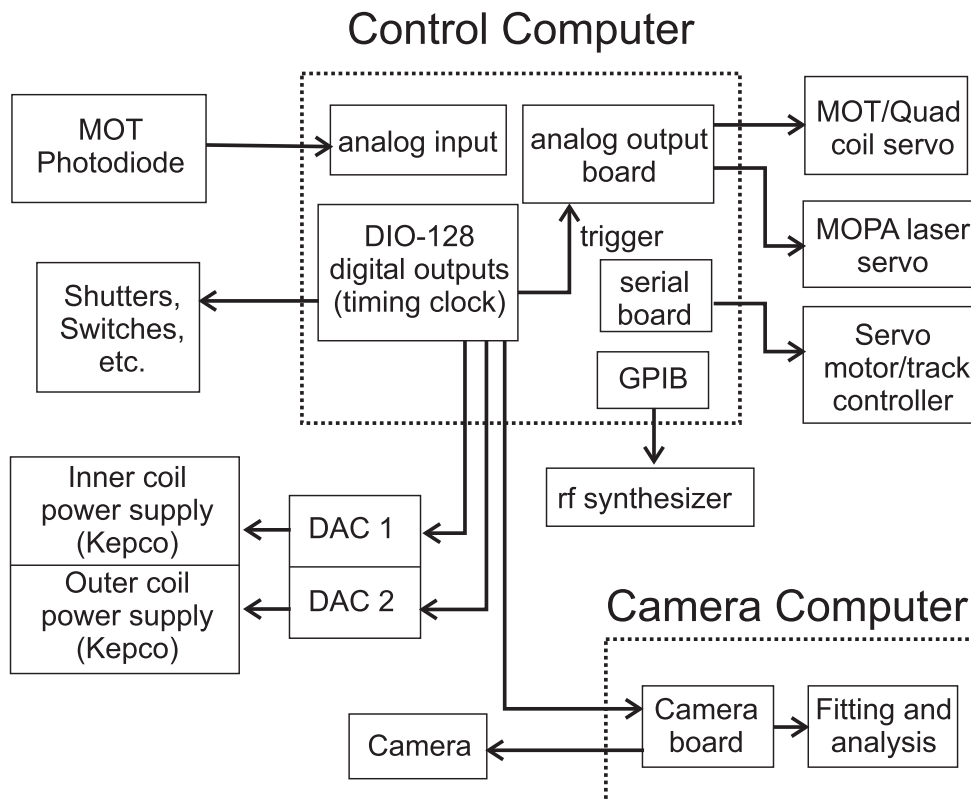 Control Computer
MOT
Photodiode
analog input
analog output
board
MOT/Quad
coil servo
DIO-128
digital outputs
(timing clock)
trigger
MOPA laser
servo
Shutters,
Switches,
etc.
serial
board
Servo
motor/track
controller
GPIB
rf synthesizer
Inner coil
power supply
(Kepco)
DAC 1
Outer coil
power supply
(Kepco)
DAC 2
Camera Computer
Camera
board
Fitting and
analysis
Camera